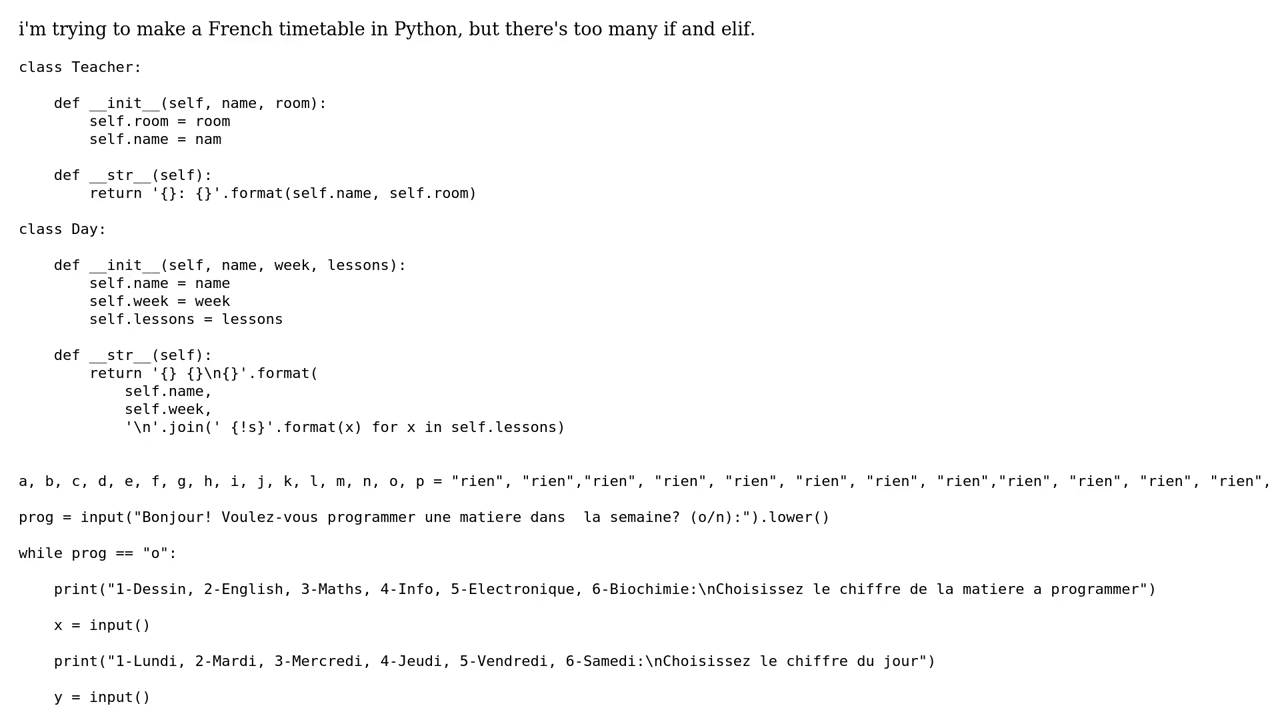 i'm trying to make a French timetable in Python, but there's too many if and elif.
class Teacher:
    def __init__(self, name, room):
        self.room = room
        self.name = nam
    def __str__(self):
        return '{}: {}'.format(self.name, self.room)
class Day:
    def __init__(self, name, week, lessons):
        self.name = name
        self.week = week
        self.lessons = lessons
    def __str__(self):
        return '{} {}\n{}'.format(
            self.name,
            self.week,
            '\n'.join(' {!s}'.format(x) for x in self.lessons)
a, b, c, d, e, f, g, h, i, j, k, l, m, n, o, p = "rien", "rien","rien", "rien", "rien", "rien", "rien", "rien","rien", "rien", "rien", "rien",
prog = input("Bonjour! Voulez-vous programmer une matiere dans  la semaine? (o/n):").lower()
while prog == "o":
    print("1-Dessin, 2-English, 3-Maths, 4-Info, 5-Electronique, 6-Biochimie:\nChoisissez le chiffre de la matiere a programmer")
    x = input()
    print("1-Lundi, 2-Mardi, 3-Mercredi, 4-Jeudi, 5-Vendredi, 6-Samedi:\nChoisissez le chiffre du jour")
    y = input()